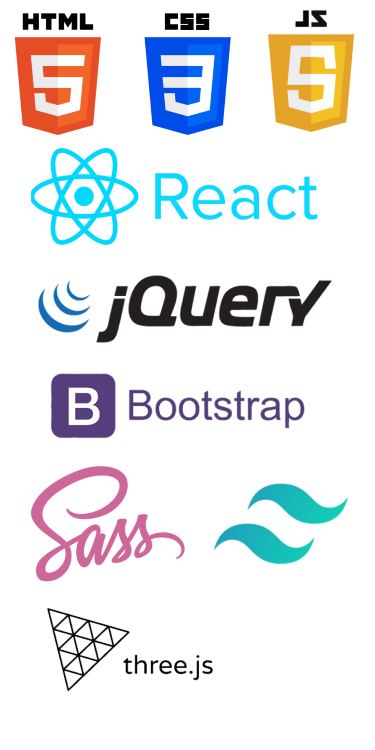 HTML CSS JS
5 3 5
React
jQuery
B Bootstrap
Sass
three.js